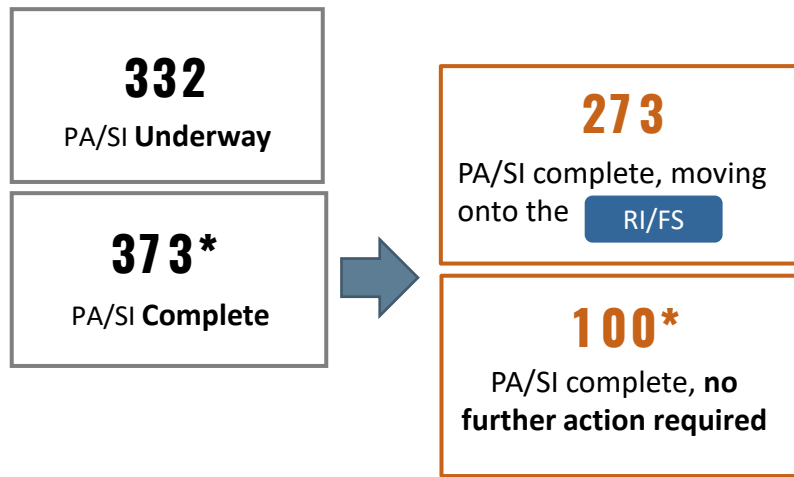 332
PA/SI Underway
373*
PA/SI Complete
273
PA/SI complete, moving
onto the RI/FS
100*
PA/SI complete, no
further action required